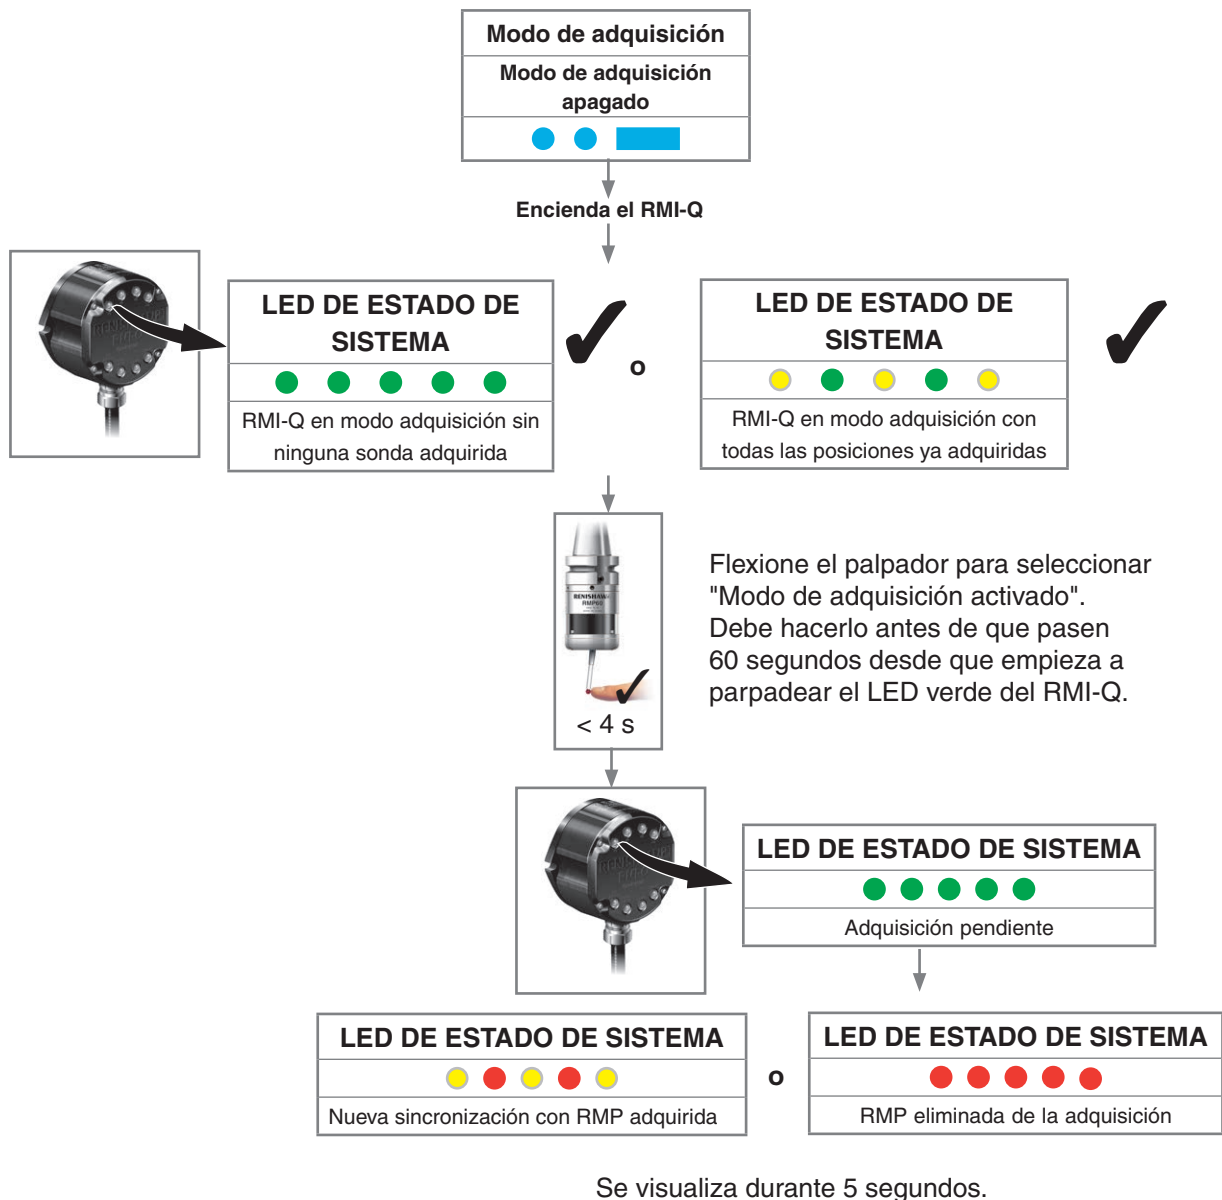 Modo de adquisición
Modo de adquisición
apagado
Encienda el RMI-Q
LED DE ESTADO DE
SISTEMA
RMI-Q en modo adquisición sin
ninguna sonda adquirida
o
LED DE ESTADO DE
SISTEMA
RMI-Q en modo adquisición con
todas las posiciones ya adquiridas
RENISHAW
RMP60
< 4 s
Flexione el palpador para seleccionar
"Modo de adquisición activado".
Debe hacerlo antes de que pasen
60 segundos desde que empieza a
parpadear el LED verde del RMI-Q.
LED DE ESTADO DE SISTEMA
Adquisición pendiente
LED DE ESTADO DE SISTEMA
Nueva sincronización con RMP adquirida
o
LED DE ESTADO DE SISTEMA
RMP eliminada de la adquisición
Se visualiza durante 5 segundos.